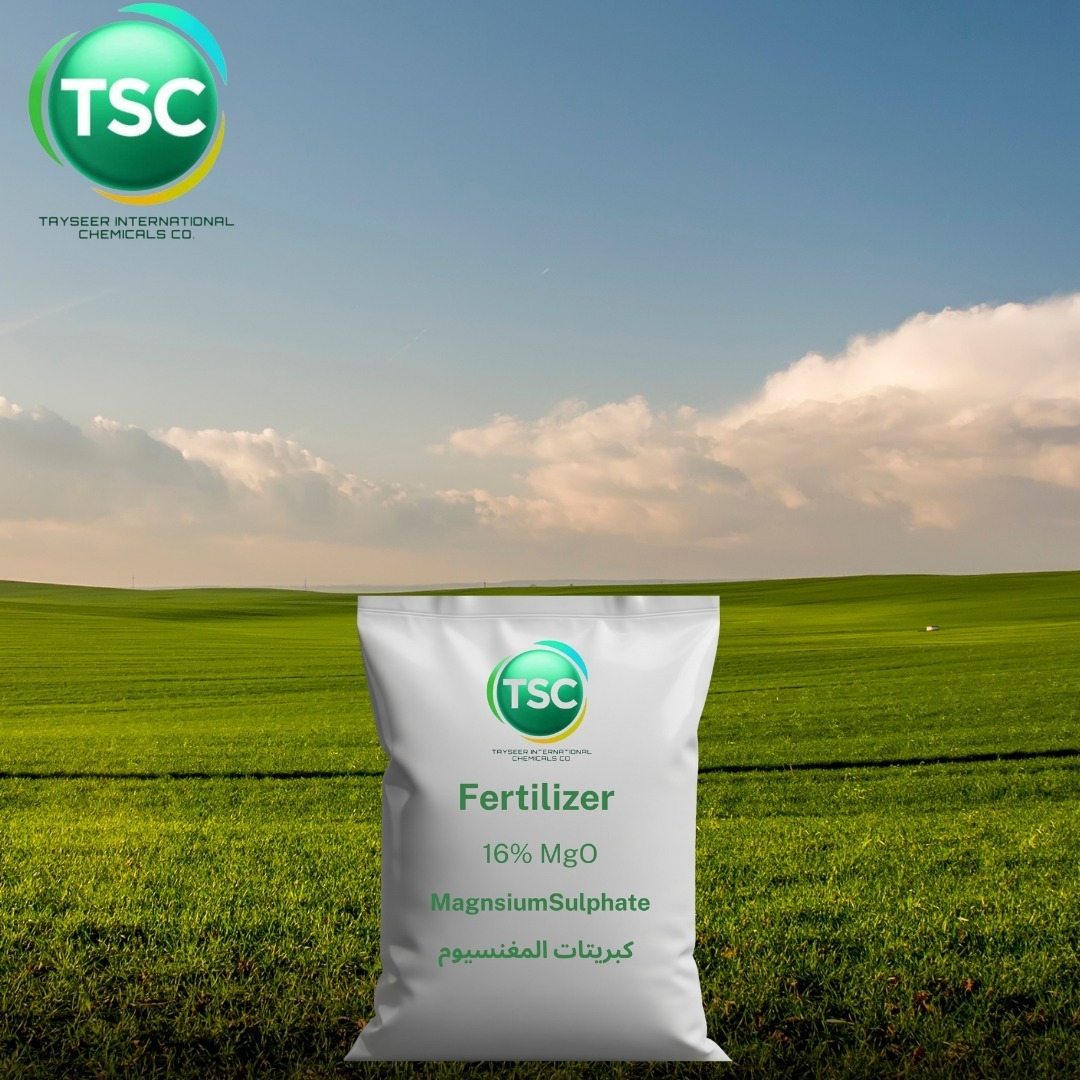 TSC
TAYSEER INTERNATIONAL
CHEMICALS CO.
TSC
TAYSEER INTERNATIONAL
CHEMICALS CO
Fertilizer
16% MgO
MagnsiumSulphate
كبريتات المغنسيوم